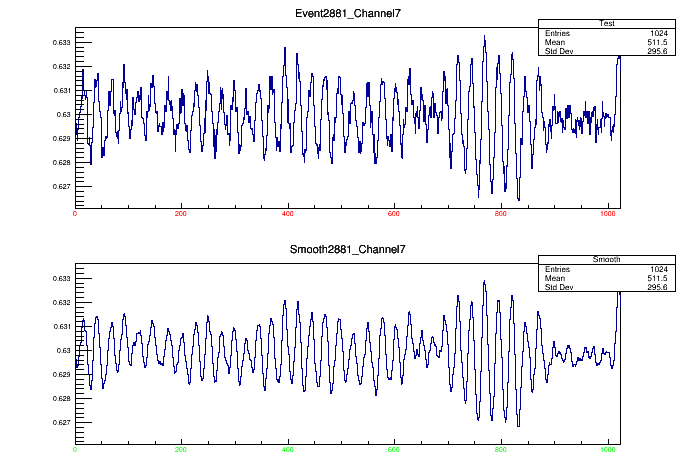 Event2881_Channel7
Test
Entries 1024
Mean 511.5
Std Dev 295.6
0.633
0.632
0.631
0.63
0.629
0.628
0.627
0 200 400 600 800 1000
Smooth2881_Channel7
Smooth
Entries 1024
Mean 511.5
Std Dev 295.6
0.633
0.632
0.631
0.63
0.629
0.628
0.627
0 200 400 600 800 1000